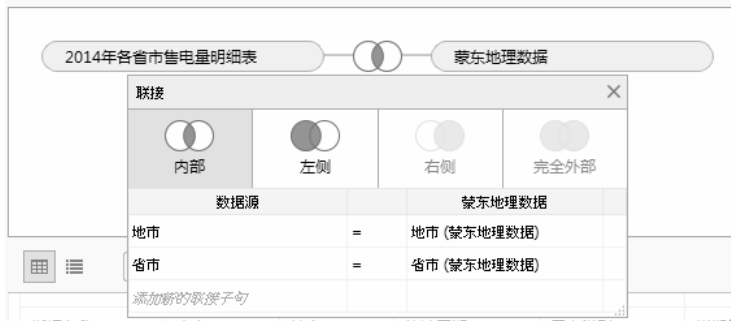 2014年各省市售电量明细表 蒙东地理数据
联接
内部 左侧 右侧 完全外部
数据源 蒙东地理数据
地市 = 地市 (蒙东地理数据)
省市 = 省市 (蒙东地理数据)
添加新的联接子句